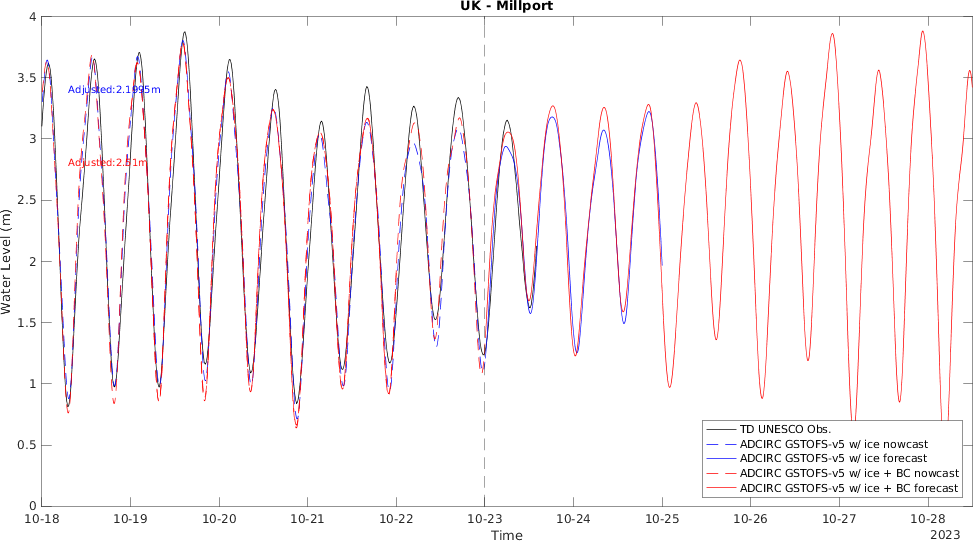 UK - Millport
4
3.5
3
2.5
2
1.5
1
0.5
0
Water Level (m)
Adjusted:2.1995m
Adjusted:2.51m
10-18 10-19 10-20 10-21 10-22 10-23 10-24 10-25 10-26 10-27 10-28
2023
Time
TD UNESCO Obs.
ADCIRC GSTOFS-v5 w/ ice nowcast
ADCIRC GSTOFS-v5 w/ ice forecast
ADCIRC GSTOFS-v5 w/ ice + BC nowcast
ADCIRC GSTOFS-v5 w/ ice + BC forecast